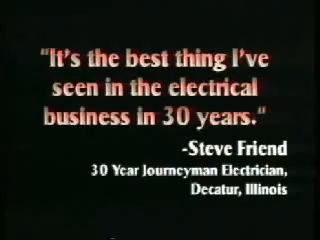 "It's the best thing I've
seen in the electrical
business in 30 years."
-Steve Friend
30 Year Journeyman Electrician,
Decatur, Illinois